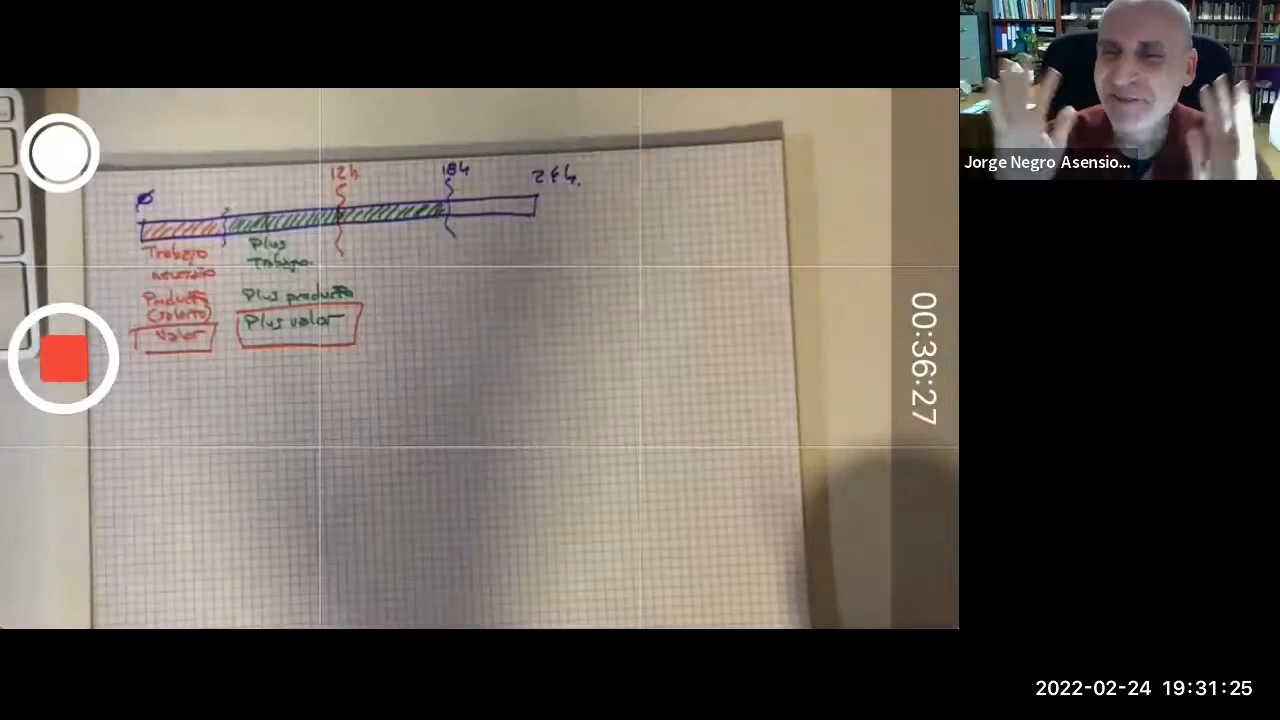 Ø
12h
18h
24h.
Trabajo
necesario
Plus
Trabajo.
Producto
(salario)
Valor
Plus producto
Plus valor
00:36:27
Jorge Negro Asensio...
2022-02-24 19:31:25